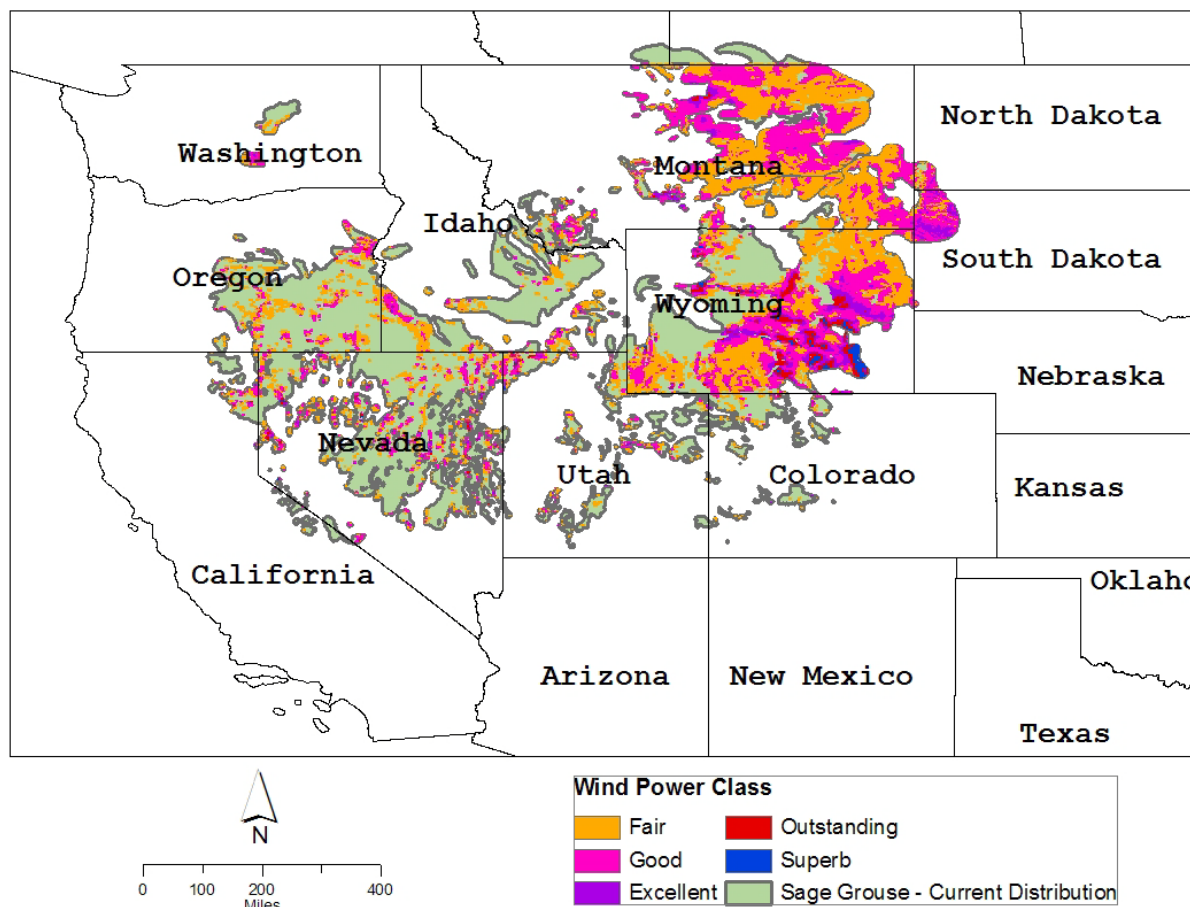 North Dakota
Washington
Montana
Idaho
Oregon
South Dakota
Wyoming
Nebraska
Nevada
Utah
Colorado
Kansas
California
Oklaho
Arizona
New Mexico
Texas
N
0 100 200 400
Miles
Wind Power Class
Fair Outstanding
Good Superb
Excellent Sage Grouse - Current Distribution